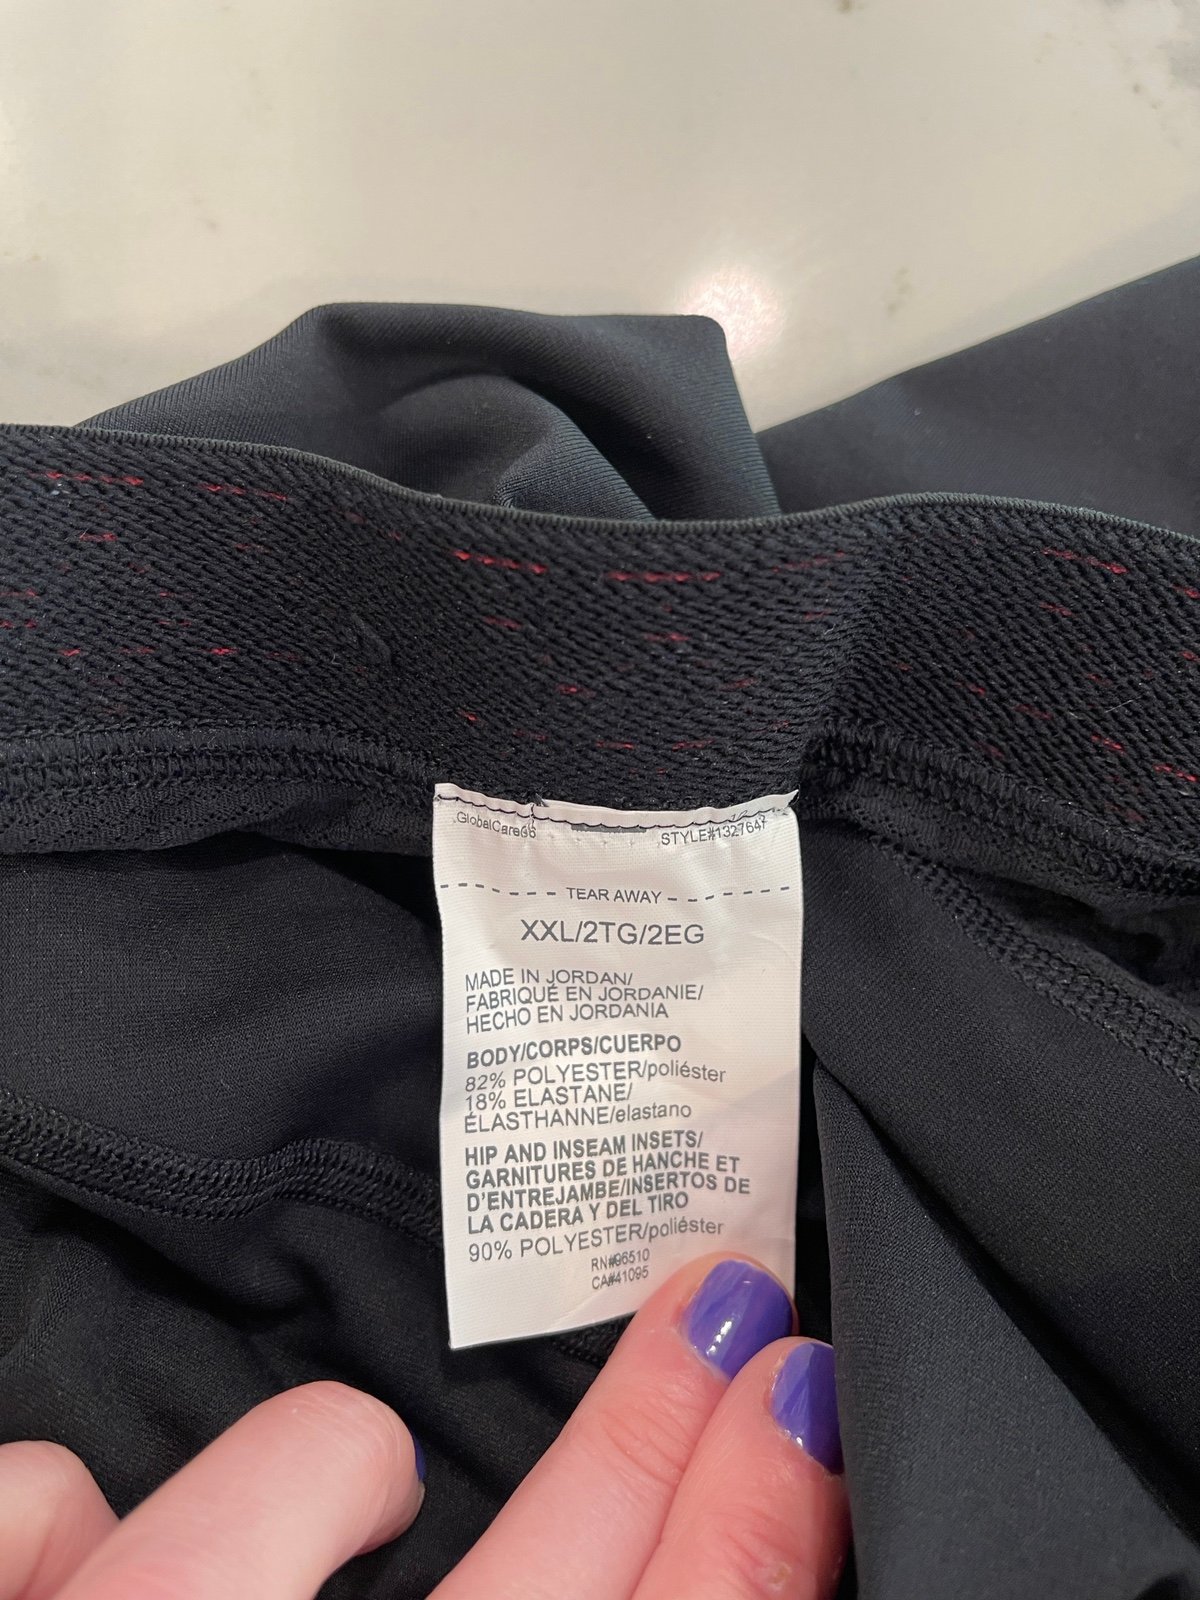 GlobalCare66
STYLE#1327647
TEAR AWAY
XXL/2TG/2EG
MADE IN JORDAN/
FABRIQUÉ EN JORDANIE/
HECHO EN JORDANIA
BODY/CORPS/CUERPO
82% POLYESTER/poliéster
18% ELASTANE/
ÉLASTHANNE/elastano
HIP AND INSEAM INSETS/
GARNITURES DE HANCHE ET
D'ENTREJAMBE/INSERTOS DE
LA CADERA Y DEL TIRO
90% POLYESTER/poliéster
RN#96510
CA#41095